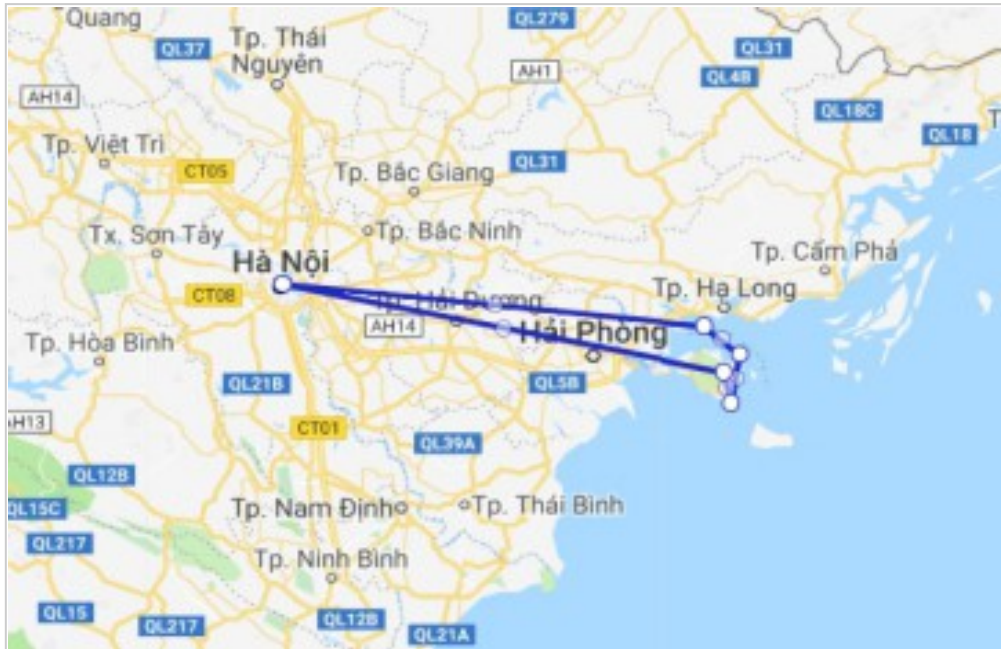 Quang
QL37
Tp. Thái
Nguyên
QL279
QL31
AH1
QL4B
AH14
QL18C
QL18
T
Tp. Việt Trì
CT05
Tp. Bắc Giang
QL31
Tx. Sơn Tây
Tp. Bắc Ninh
Hà Nội
Tp. Cẩm Phả
CT08
Tp. Hải Dương
Tp. Hạ Long
AH14
Hải Phòng
Tp. Hòa Bình
QL21B
QL5B
AH13
CT01
QL39A
QL12B
QL15C
Tp. Nam Định
Tp. Thái Bình
QL217
Tp. Ninh Bình
QL15
QL217
QL12B
QL21A